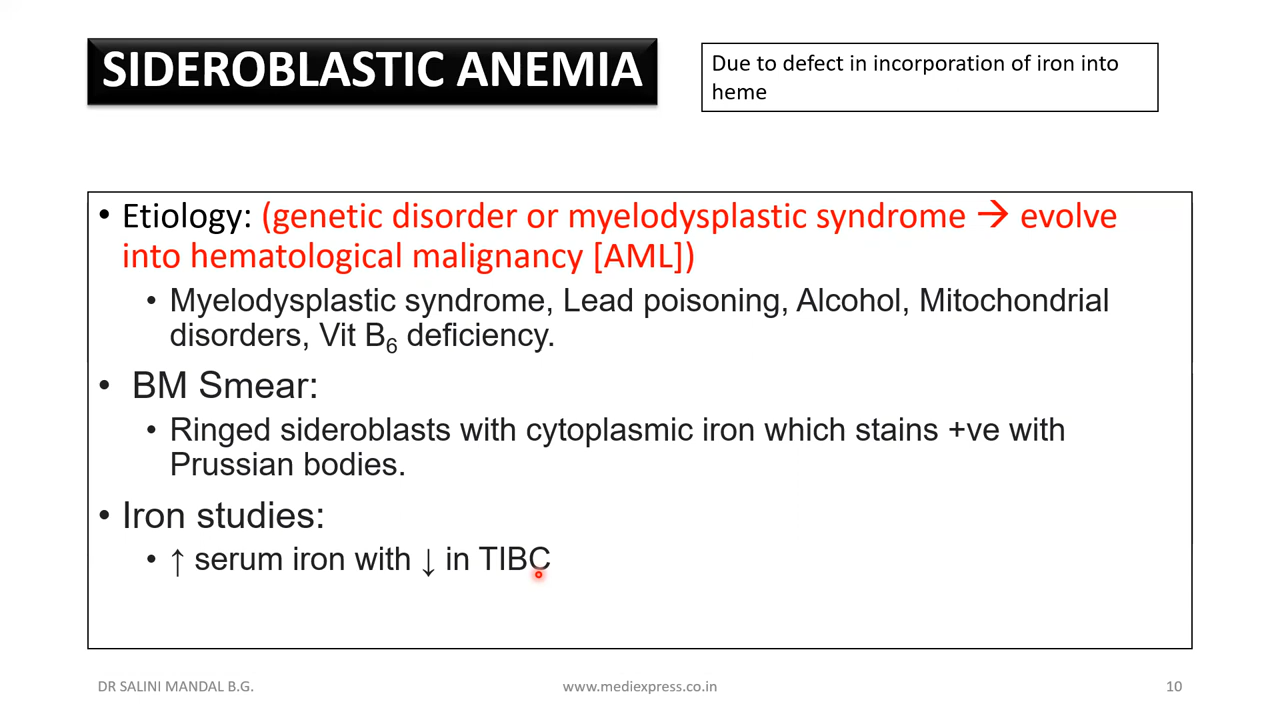 SIDEROBLASTIC ANEMIA
Due to defect in incorporation of iron into
heme
• Etiology: (genetic disorder or myelodysplastic syndrome → evolve
into hematological malignancy [AML])
• Myelodysplastic syndrome, Lead poisoning, Alcohol, Mitochondrial
disorders, Vit B6 deficiency.
• BM Smear:
• Ringed sideroblasts with cytoplasmic iron which stains +ve with
Prussian bodies.
• Iron studies:
• ↑ serum iron with ↓ in TIBC
DR SALINI MANDAL B.G.
www.mediexpress.co.in
10